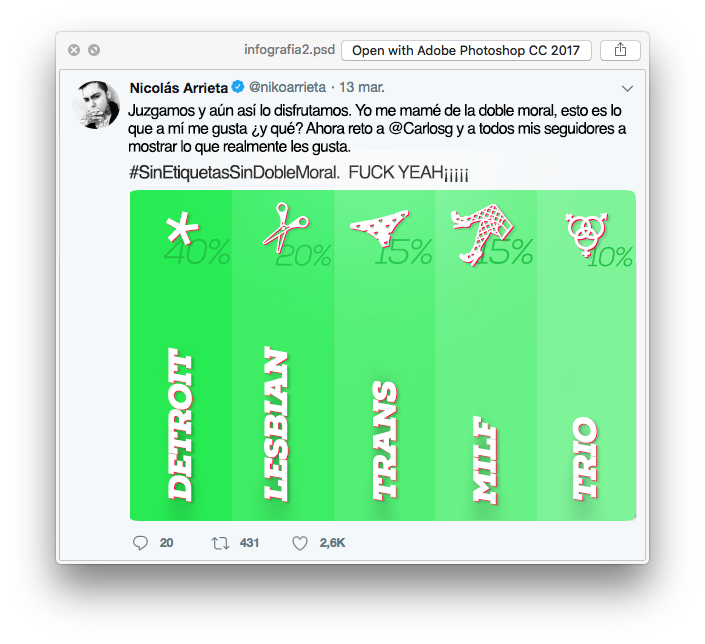 infografia2.psd
Open with Adobe Photoshop CC 2017
Nicolás Arrieta @nikoarrieta · 13 mar.
Juzgamos y aún así lo disfrutamos. Yo me mamé de la doble moral, esto es lo
que a mí me gusta ¿y qué? Ahora reto a @Carlosg y a todos mis seguidores a
mostrar lo que realmente les gusta.
#SinEtiquetasSinDobleMoral. FUCK YEAH¡¡¡¡¡
40% 20% 15% 15% 10%
DETROIT
LESBIAN
TRANS
MILF
TRIO
20 431 2,6K